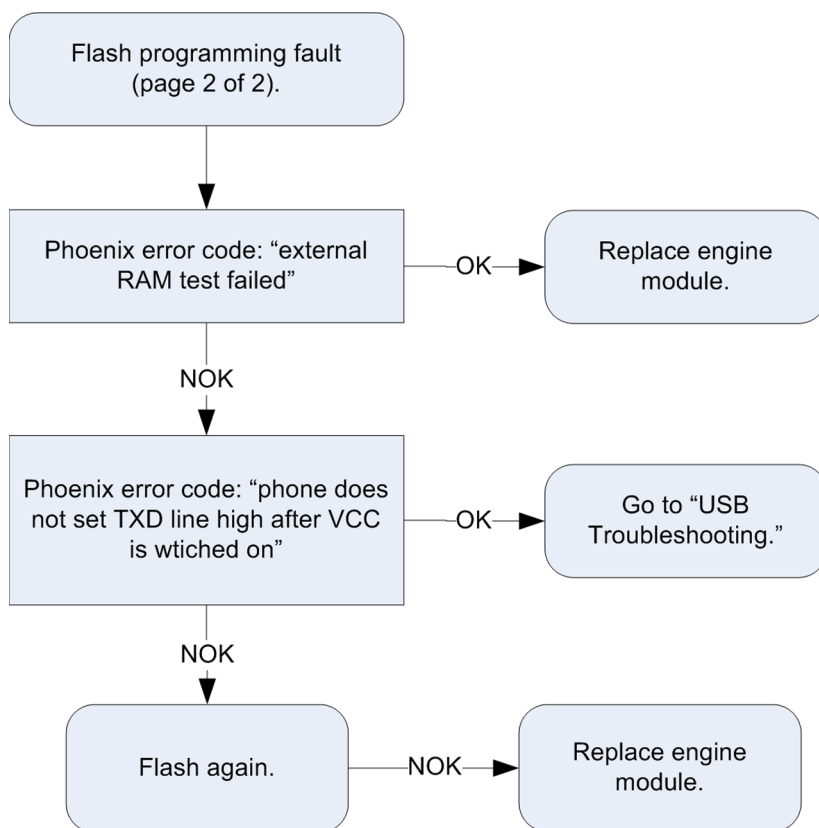 Flash programming fault
(page 2 of 2).
Phoenix error code: “external
RAM test failed”
OK
Replace engine
module.
NOK
Phoenix error code: “phone does
not set TXD line high after VCC
is wtiched on”
OK
Go to “USB
Troubleshooting.”
NOK
Flash again.
NOK
Replace engine
module.